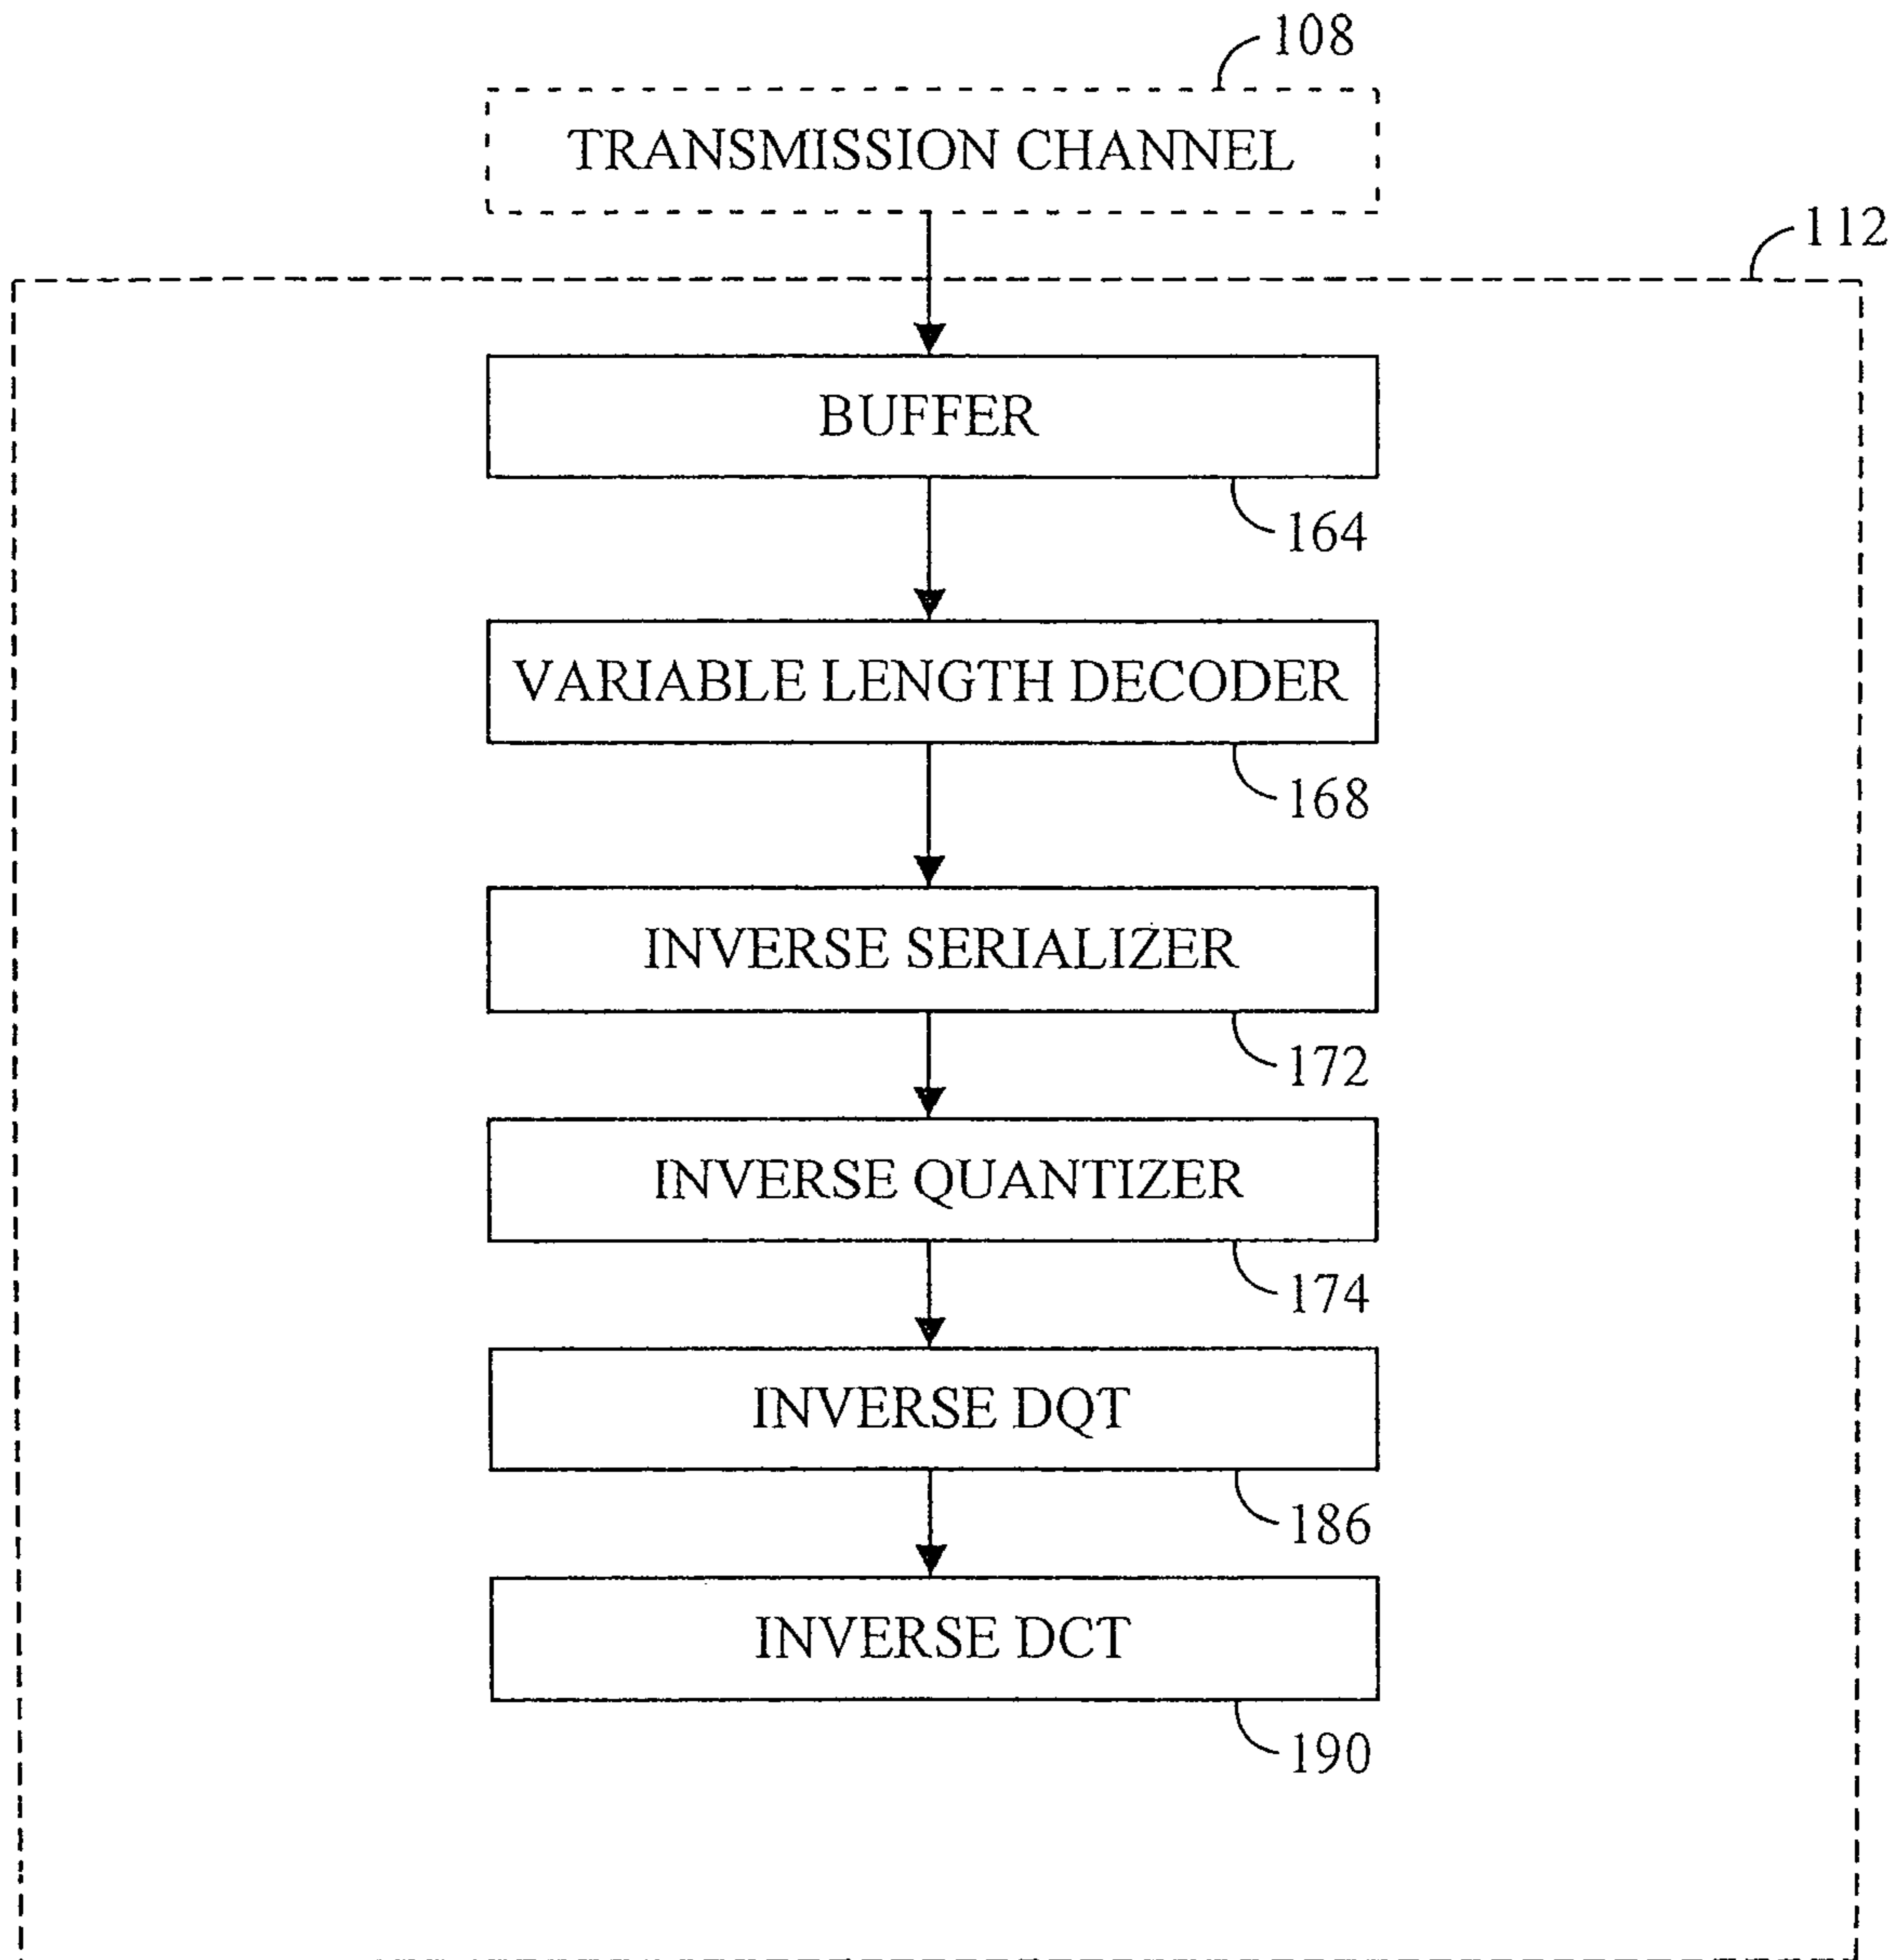 108
TRANSMISSION CHANNEL
112
BUFFER
164
VARIABLE LENGTH DECODER
168
INVERSE SERIALIZER
172
INVERSE QUANTIZER
174
INVERSE DQT
186
INVERSE DCT
190